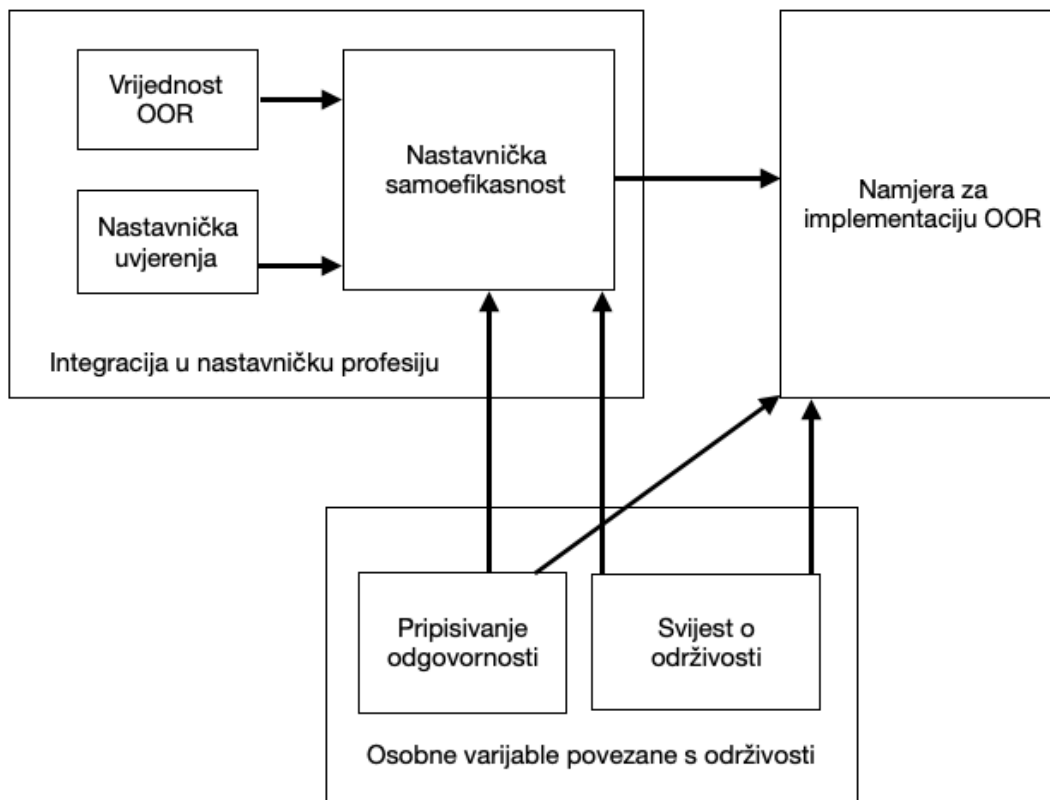 Vrijednost
OOR
Nastavnička
samoefikasnost
Namjera za
implementaciju OOR
Nastavnička
uvjerenja
Integracija u nastavničku profesiju
Pripisivanje
odgovornosti
Svijest o
održivosti
Osobne varijable povezane s održivosti